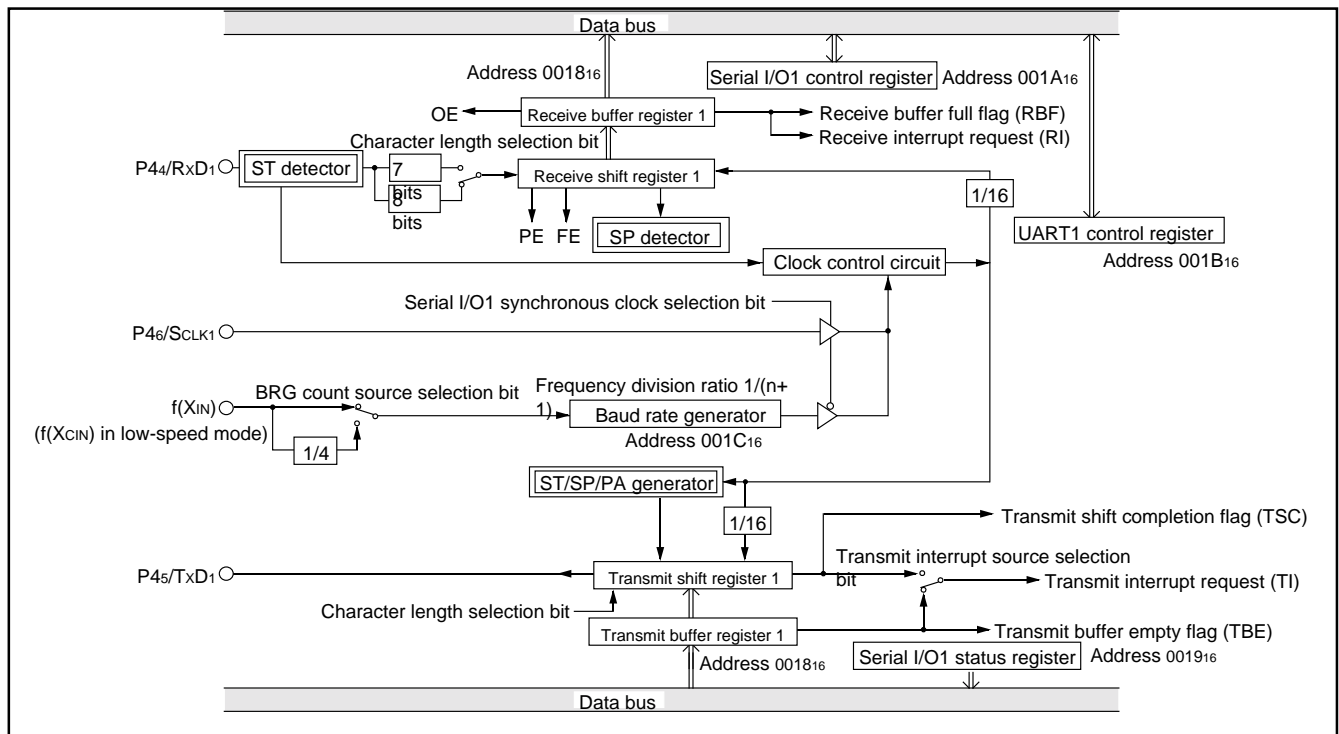 Data bus
Address 0018₁₆
Serial I/O1 control register Address 001A₁₆
OE
Receive buffer register 1
Receive buffer full flag (RBF)
Receive interrupt request (RI)
Character length selection bit
P4₄/RXD₁
ST detector
7
bits
8
bits
Receive shift register 1
1/16
PE FE
SP detector
UART1 control register
Address 001B₁₆
Clock control circuit
Serial I/O1 synchronous clock selection bit
P4₆/SCLK1
BRG count source selection bit
Frequency division ratio 1/(n+
1)
f(XIN)
Baud rate generator
(f(XCIN) in low-speed mode)
Address 001C₁₆
1/4
ST/SP/PA generator
1/16
Transmit shift completion flag (TSC)
Transmit interrupt source selection
bit
P4₅/TXD₁
Transmit shift register 1
Transmit interrupt request (TI)
Character length selection bit
Transmit buffer register 1
Transmit buffer empty flag (TBE)
Address 0018₁₆
Serial I/O1 status register Address 0019₁₆
Data bus